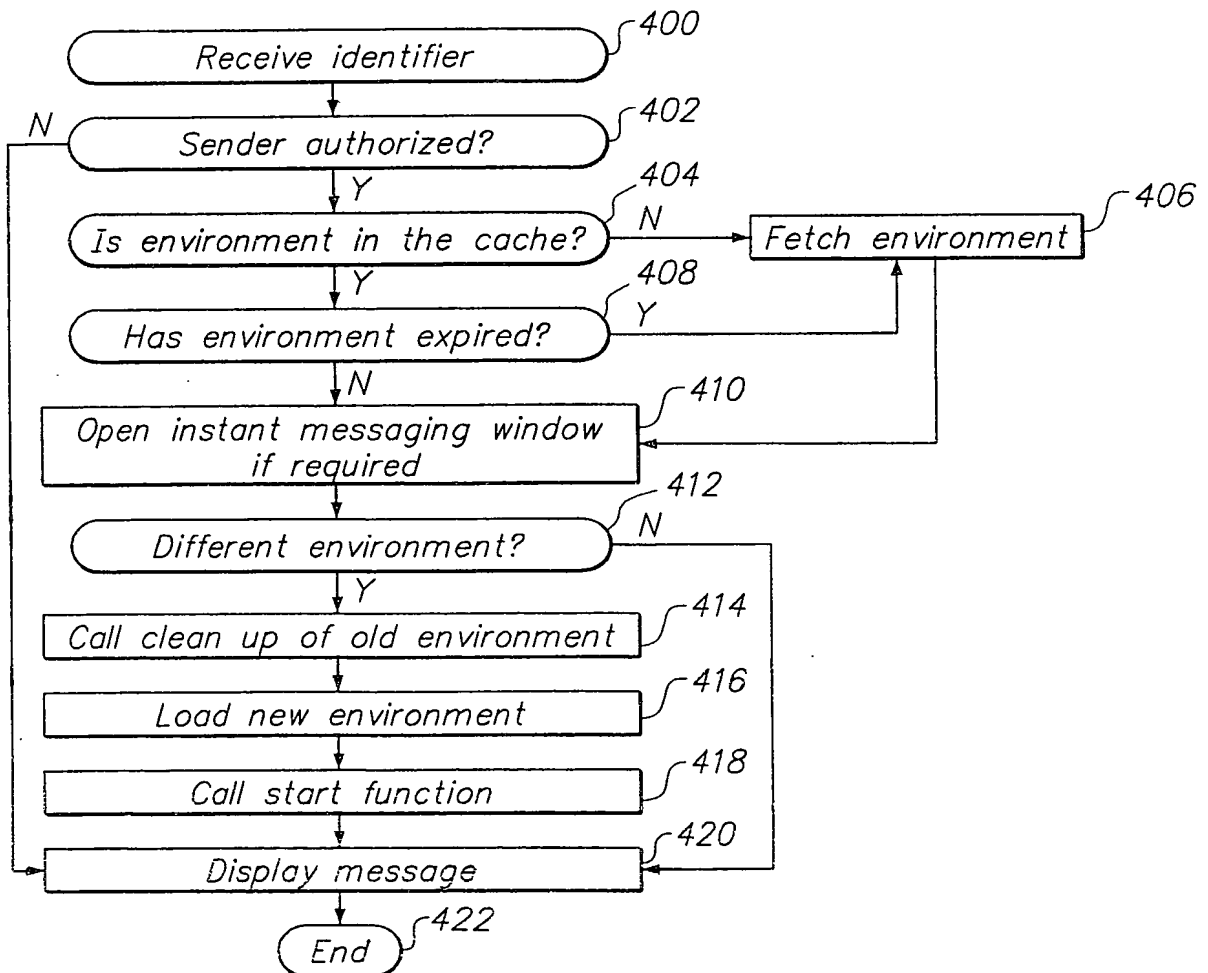 400
Receive identifier
402
N
Sender authorized?
Y
404
Is environment in the cache?
N
406
Fetch environment
Y
408
Has environment expired?
Y
N
410
Open instant messaging window
if required
412
Different environment?
N
Y
414
Call clean up of old environment
416
Load new environment
418
Call start function
420
Display message
422
End